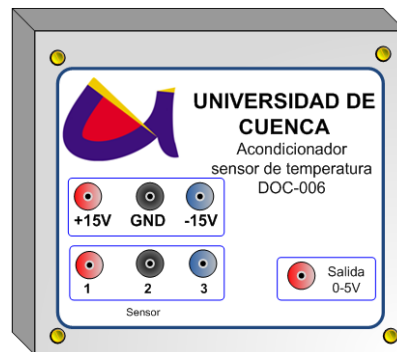 UNIVERSIDAD DE
CUENCA
Acondicionador
sensor de temperatura
DOC-006
+15V GND -15V
1 2 3
Sensor
Salida
0-5V